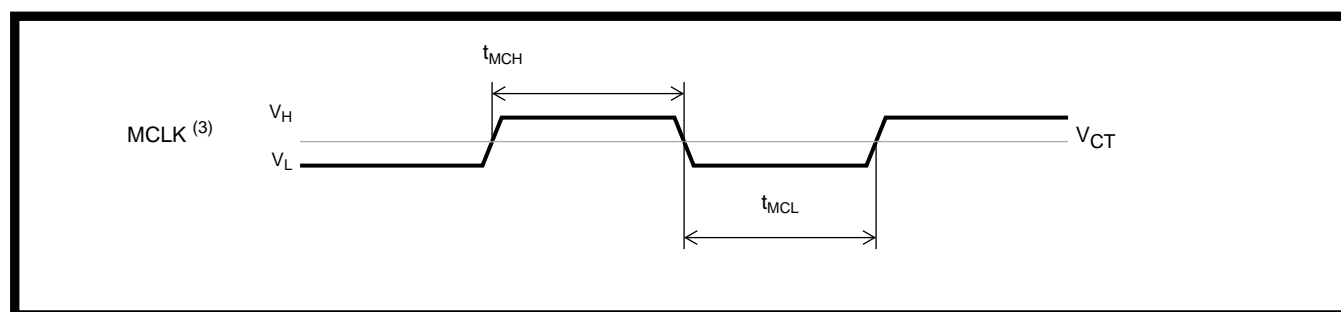 tMCH
VH
MCLK (3)
VCT
VL
tMCL